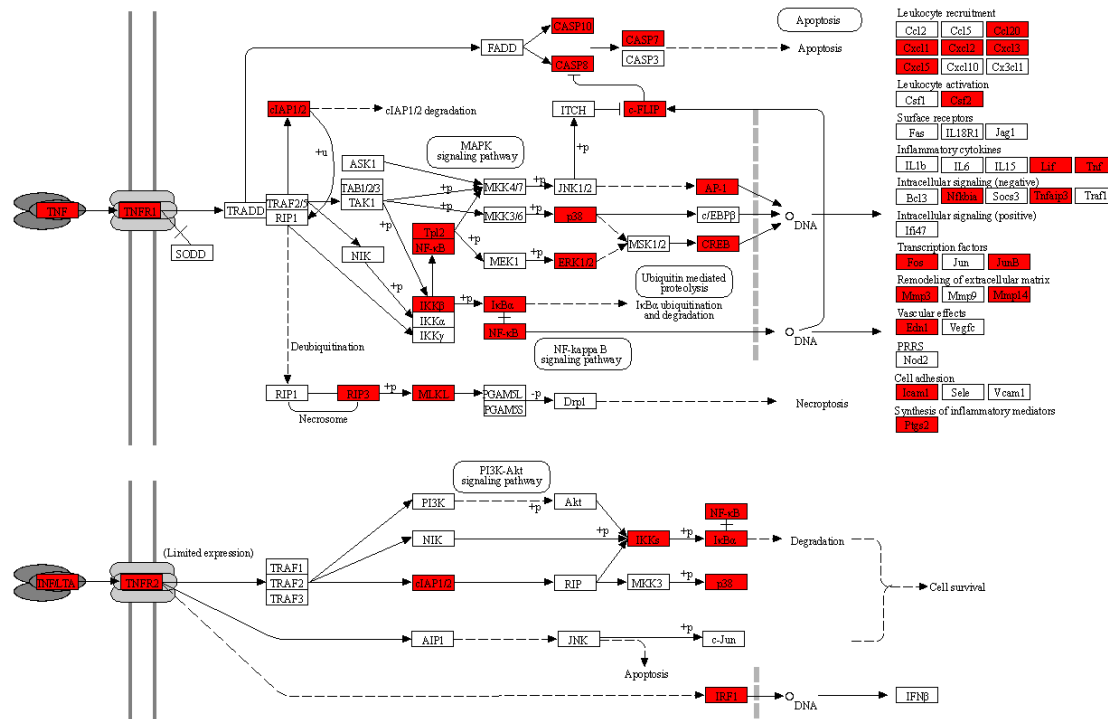 TNF
TNFR1
SODD
TRADD
TRAF2/5
RIP1
cIAP1/2
cIAP1/2 degradation
+u
FADD
CASP10
CASP8
CASP7
CASP3
Apoptosis
Apoptosis
ITCH
c-FLIP
+p
MAPK
signaling pathway
ASK1
TAB1/2/3
TAK1
NIK
+p
+p
+p
+p
MKK4/7
+p
JNK1/2
AP-1
MKK3/6
+p
p38
c/EBPβ
DNA
Tpl2
NF-κB
+p
MEK1
+p
ERK1/2
MSK1/2
CREB
+p
IKKβ
IKKα
IKKγ
+p
IκBα
NF-κB
Ubiquitin mediated
proteolysis
IκBα ubiquitination
and degradation
DNA
NF-kappa B
signaling pathway
Deubiquitination
RIP1
RIP3
Necrosome
+p
MLKL
PGAM5L
PGAM5S
-p
Drp1
Necroptosis
Leukocyte recruitment
Ccl2 Ccl5 Ccl20
Cxcl1 Cxcl2 Cxcl3
Cxcl5 Cxcl10 Cx3cl1
Leukocyte activation
Csf1 Csf2
Surface receptors
Fas IL18R1 Jag1
Inflammatory cytokines
IL1b IL6 IL15 Lif Tnf
Intracellular signaling (negative)
Bcl3 Nfkbia Socs3 Tnfaip3 Traf1
Intracellular signaling (positive)
Ifi47
Transcription factors
Fos Jun JunB
Remodeling of extracellular matrix
Mmp3 Mmp9 Mmp14
Vascular effects
Edn1 Vegfc
PRRS
Nod2
Cell adhesion
Icam1 Sele Vcam1
Synthesis of inflammatory mediators
Ptgs2
PI3K-Akt
signaling pathway
PI3K
+p
Akt
NIK
+p
IKKs
+p
NF-κB
IκBα
Degradation
(Limited expression)
TNFR2
TRAF1
TRAF2
TRAF3
cIAP1/2
RIP
MKK3
+p
p38
Cell survival
AIP1
JNK
+p
c-Jun
Apoptosis
IRF1
DNA
IFNβ